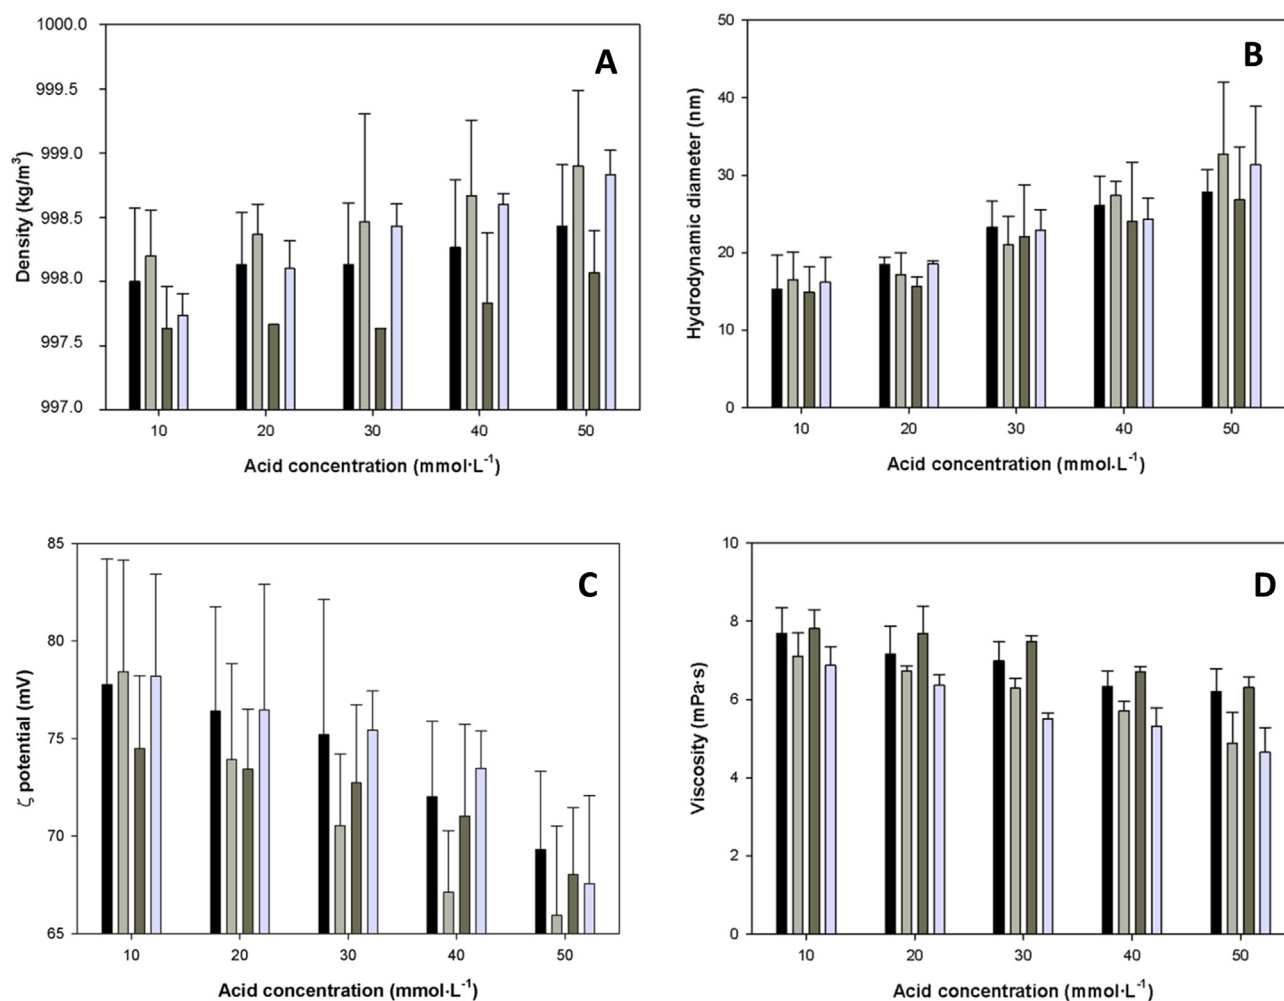 1000.0
999.5
999.0
998.5
998.0
997.5
997.0
Density (kg/m³)
A
10 20 30 40 50
Acid concentration (mmol·L⁻¹)
50
40
30
20
10
0
Hydrodynamic diameter (nm)
B
10 20 30 40 50
Acid concentration (mmol.L⁻¹)
85
80
75
70
65
ζ potential (mV)
C
10 20 30 40 50
Acid concentration (mmol·L⁻¹)
10
8
6
4
2
0
Viscosity (mPa·s)
D
10 20 30 40 50
Acid concentration (mmol·L⁻¹)